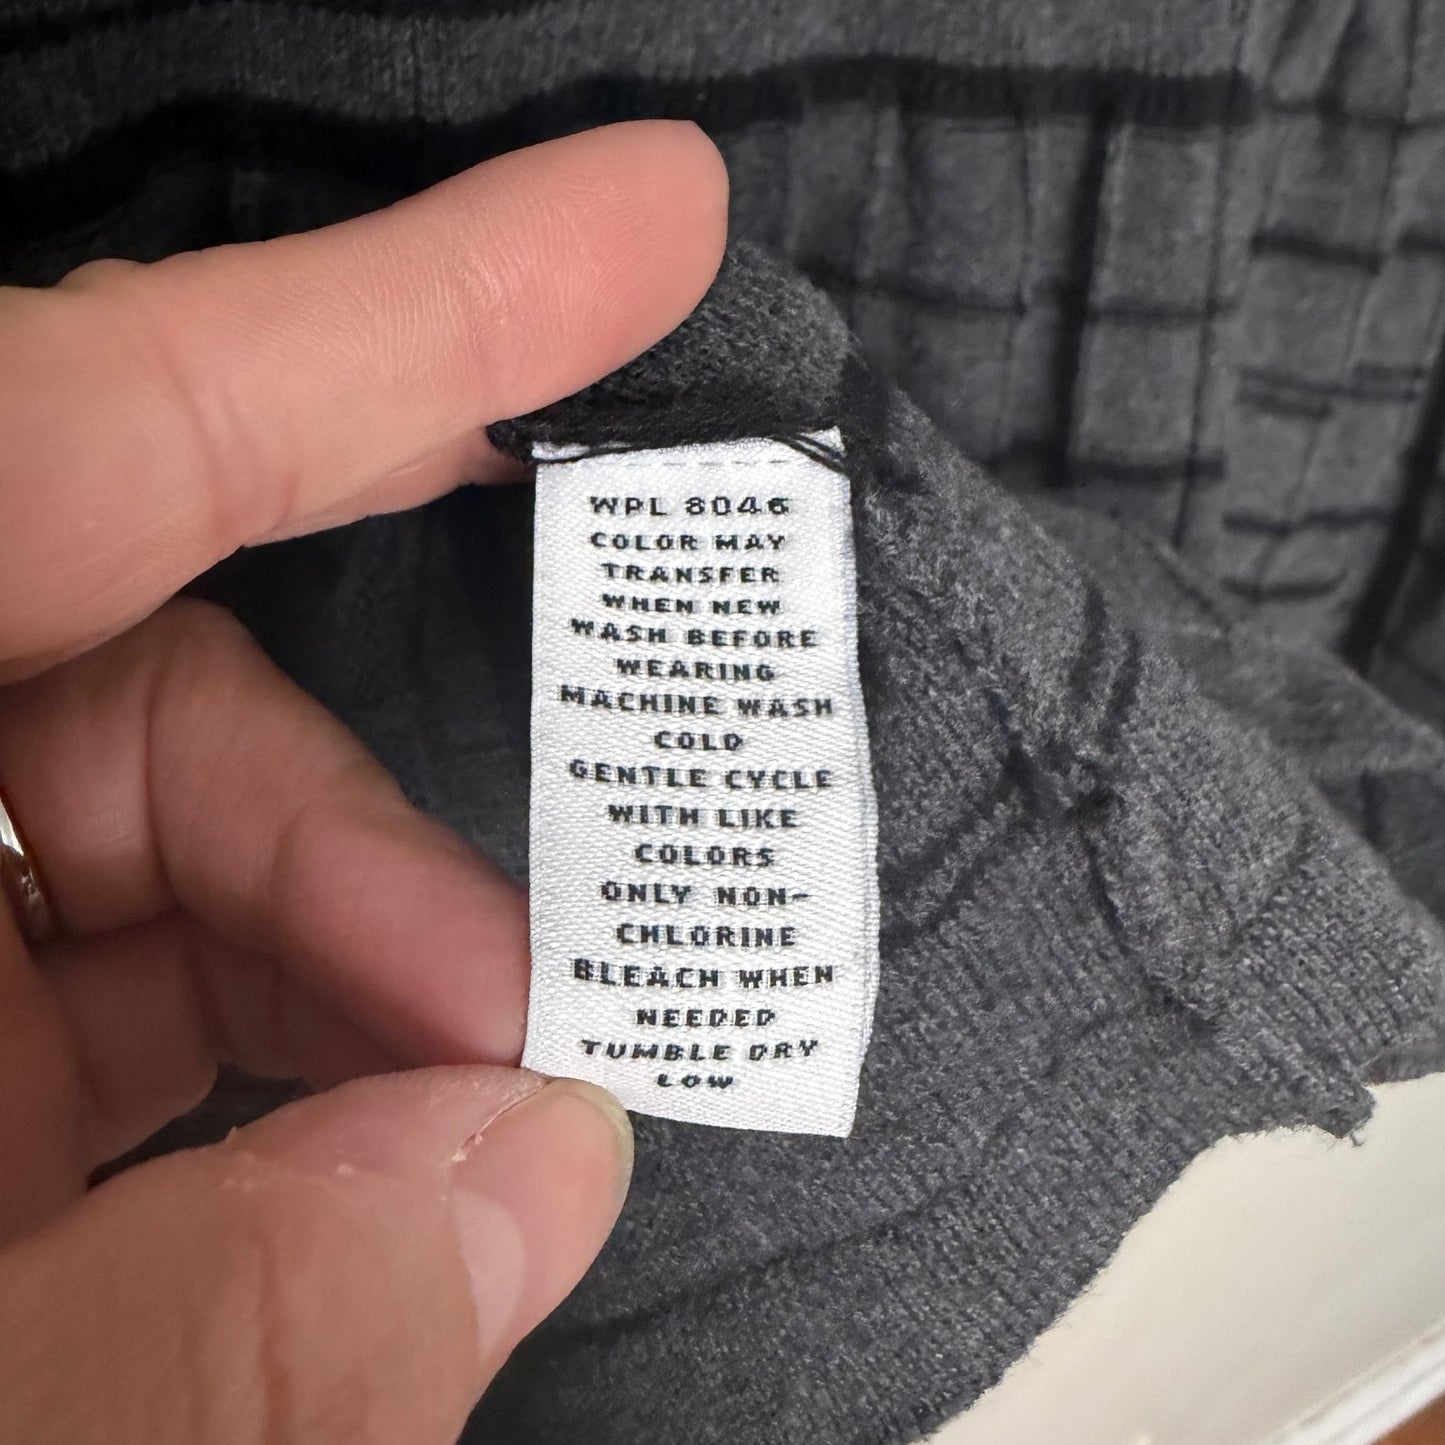 WPL 8046
COLOR MAY
TRANSFER
WHEN NEW
WASH BEFORE
WEARING
MACHINE WASH
COLD
GENTLE CYCLE
WITH LIKE
COLORS
ONLY NON-
CHLORINE
BLEACH WHEN
NEEDED
TUMBLE DRY
LOW